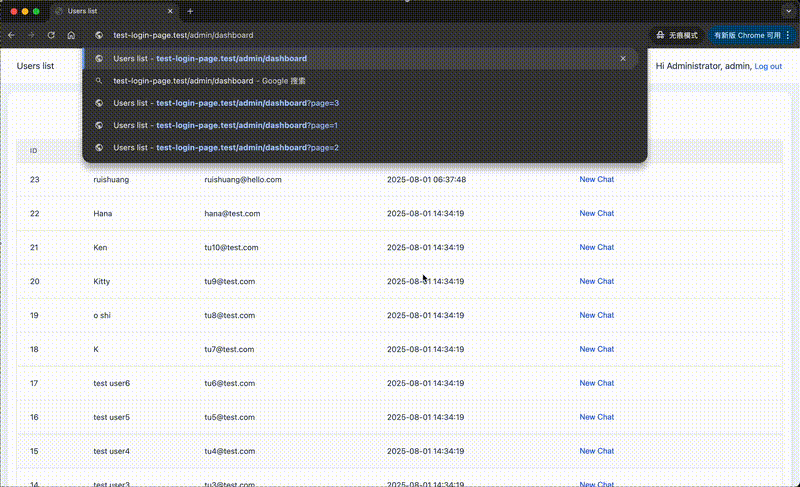 Users list
test-login-page.test/admin/dashboard
无痕模式
有新版 Chrome 可用
Users list - test-login-page.test/admin/dashboard
test-login-page.test/admin/dashboard - Google 搜索
Users list - test-login-page.test/admin/dashboard?page=3
Users list - test-login-page.test/admin/dashboard?page=1
Users list - test-login-page.test/admin/dashboard?page=2
Users list
Hi Administrator, admin, Log out
ID
23 ruishuang ruishuang@hello.com 2025-08-01 06:37:48 New Chat
22 Hana hana@test.com 2025-08-01 14:34:19 New Chat
21 Ken tu10@test.com 2025-08-01 14:34:19 New Chat
20 Kitty tu9@test.com 2025-08-01 14:34:19 New Chat
19 o shi tu8@test.com 2025-08-01 14:34:19 New Chat
18 K tu7@test.com 2025-08-01 14:34:19 New Chat
17 test user6 tu6@test.com 2025-08-01 14:34:19 New Chat
16 test user5 tu5@test.com 2025-08-01 14:34:19 New Chat
15 test user4 tu4@test.com 2025-08-01 14:34:19 New Chat
14 test user3 tu3@test.com 2025-08-01 14:34:19 New Chat